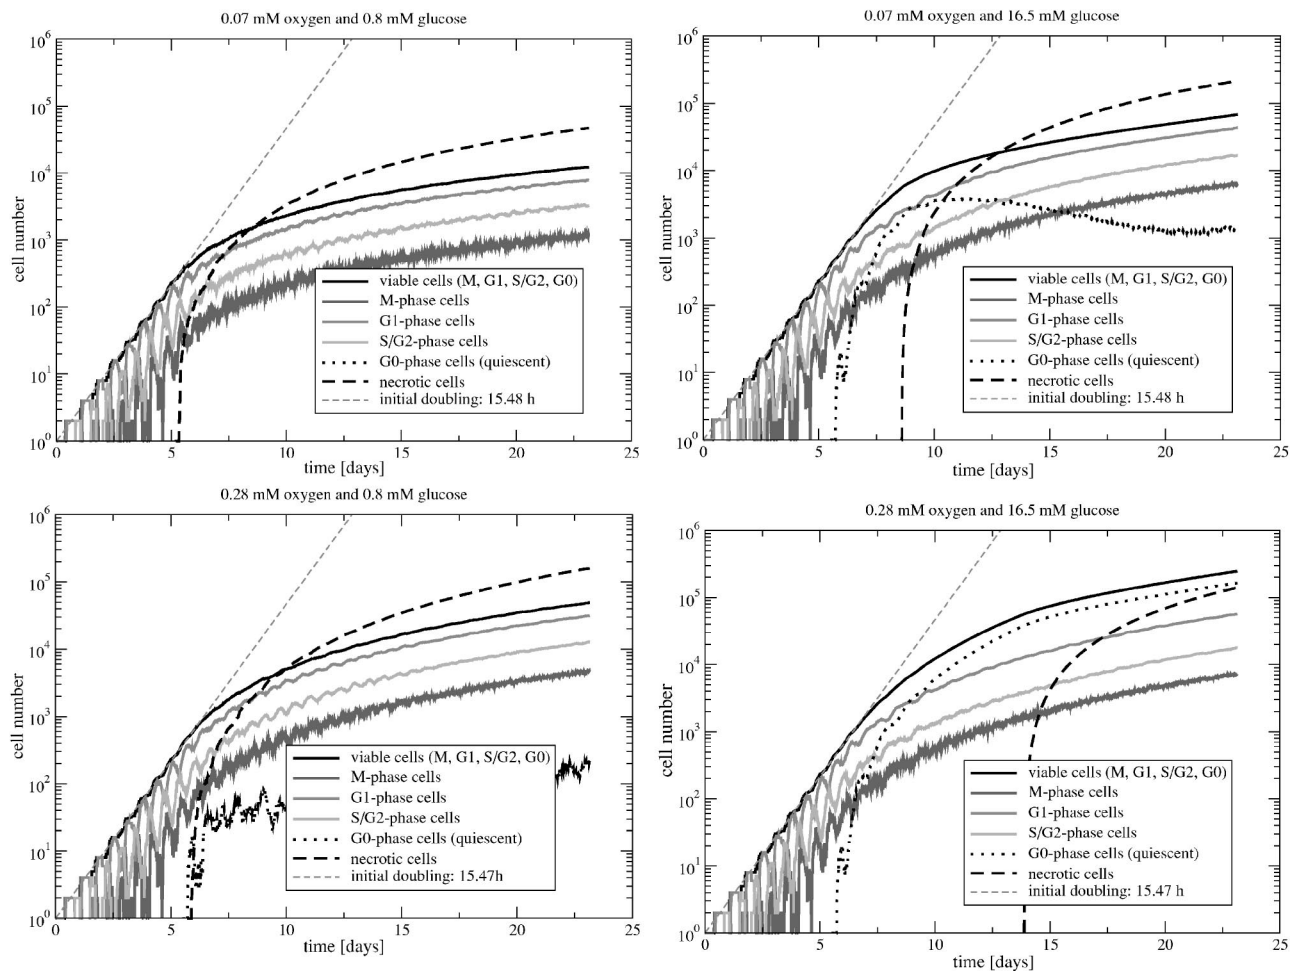 0.07 mM oxygen and 0.8 mM glucose
10^6
10^5
10^4
10^3
10^2
10^1
10^0
cell number
viable cells (M, G1, S/G2, G0)
M-phase cells
G1-phase cells
S/G2-phase cells
G0-phase cells (quiescent)
necrotic cells
initial doubling: 15.48 h
0 5 10 15 20 25
time [days]
0.07 mM oxygen and 16.5 mM glucose
10^6
10^5
10^4
10^3
10^2
10^1
10^0
cell number
viable cells (M, G1, S/G2, G0)
M-phase cells
G1-phase cells
S/G2-phase cells
G0-phase cells (quiescent)
necrotic cells
initial doubling: 15.48 h
0 5 10 15 20 25
time [days]
0.28 mM oxygen and 0.8 mM glucose
10^6
10^5
10^4
10^3
10^2
10^1
10^0
cell number
viable cells (M, G1, S/G2, G0)
M-phase cells
G1-phase cells
S/G2-phase cells
G0-phase cells (quiescent)
necrotic cells
initial doubling: 15.47h
0 5 10 15 20 25
time [days]
0.28 mM oxygen and 16.5 mM glucose
10^6
10^5
10^4
10^3
10^2
10^1
10^0
cell number
viable cells (M, G1, S/G2, G0)
M-phase cells
G1-phase cells
S/G2-phase cells
G0-phase cells (quiescent)
necrotic cells
initial doubling: 15.47 h
0 5 10 15 20 25
time [days]